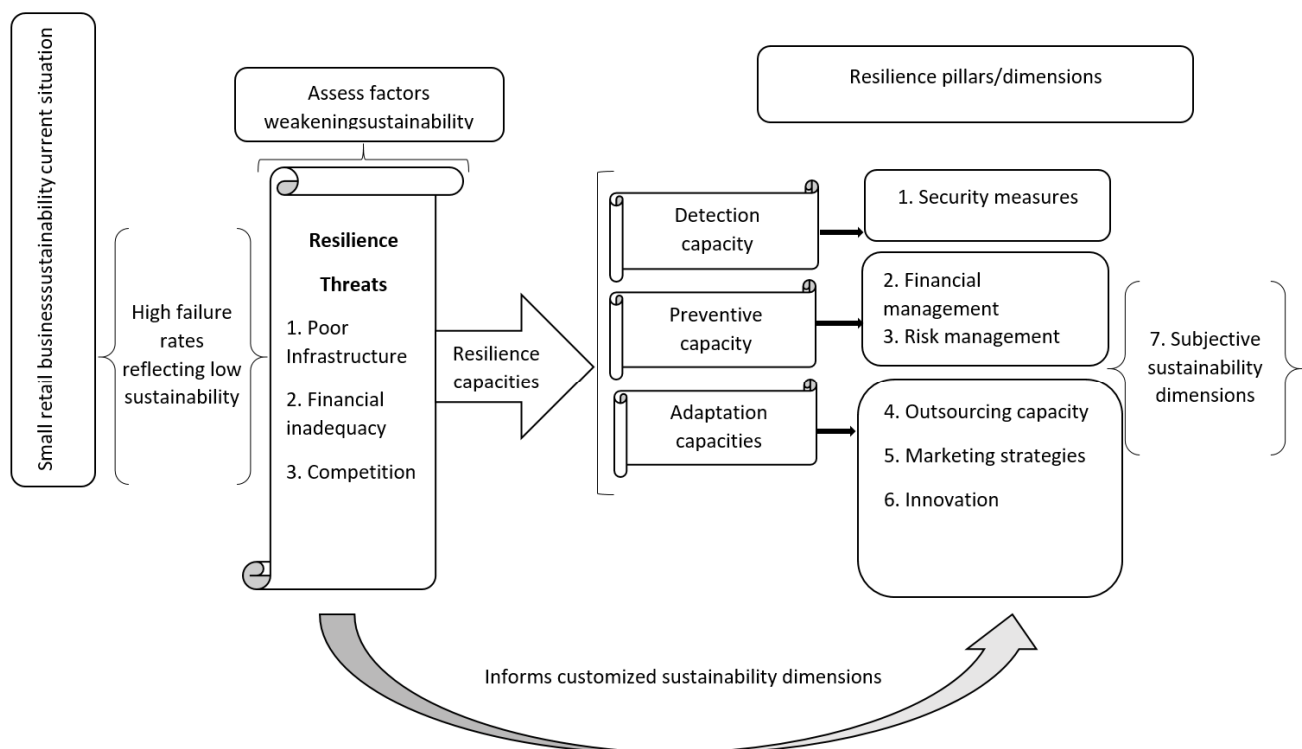 Small retail businesssustainability current situation
High failure
rates
reflecting low
sustainability
Assess factors
weakeningsustainability
Resilience
Threats
1. Poor
Infrastructure
2. Financial
inadequacy
3. Competition
Resilience
capacities
Resilience pillars/dimensions
Detection
capacity
Preventive
capacity
Adaptation
capacities
1. Security measures
2. Financial
management
3. Risk management
4. Outsourcing capacity
5. Marketing strategies
6. Innovation
7. Subjective
sustainability
dimensions
Informs customized sustainability dimensions